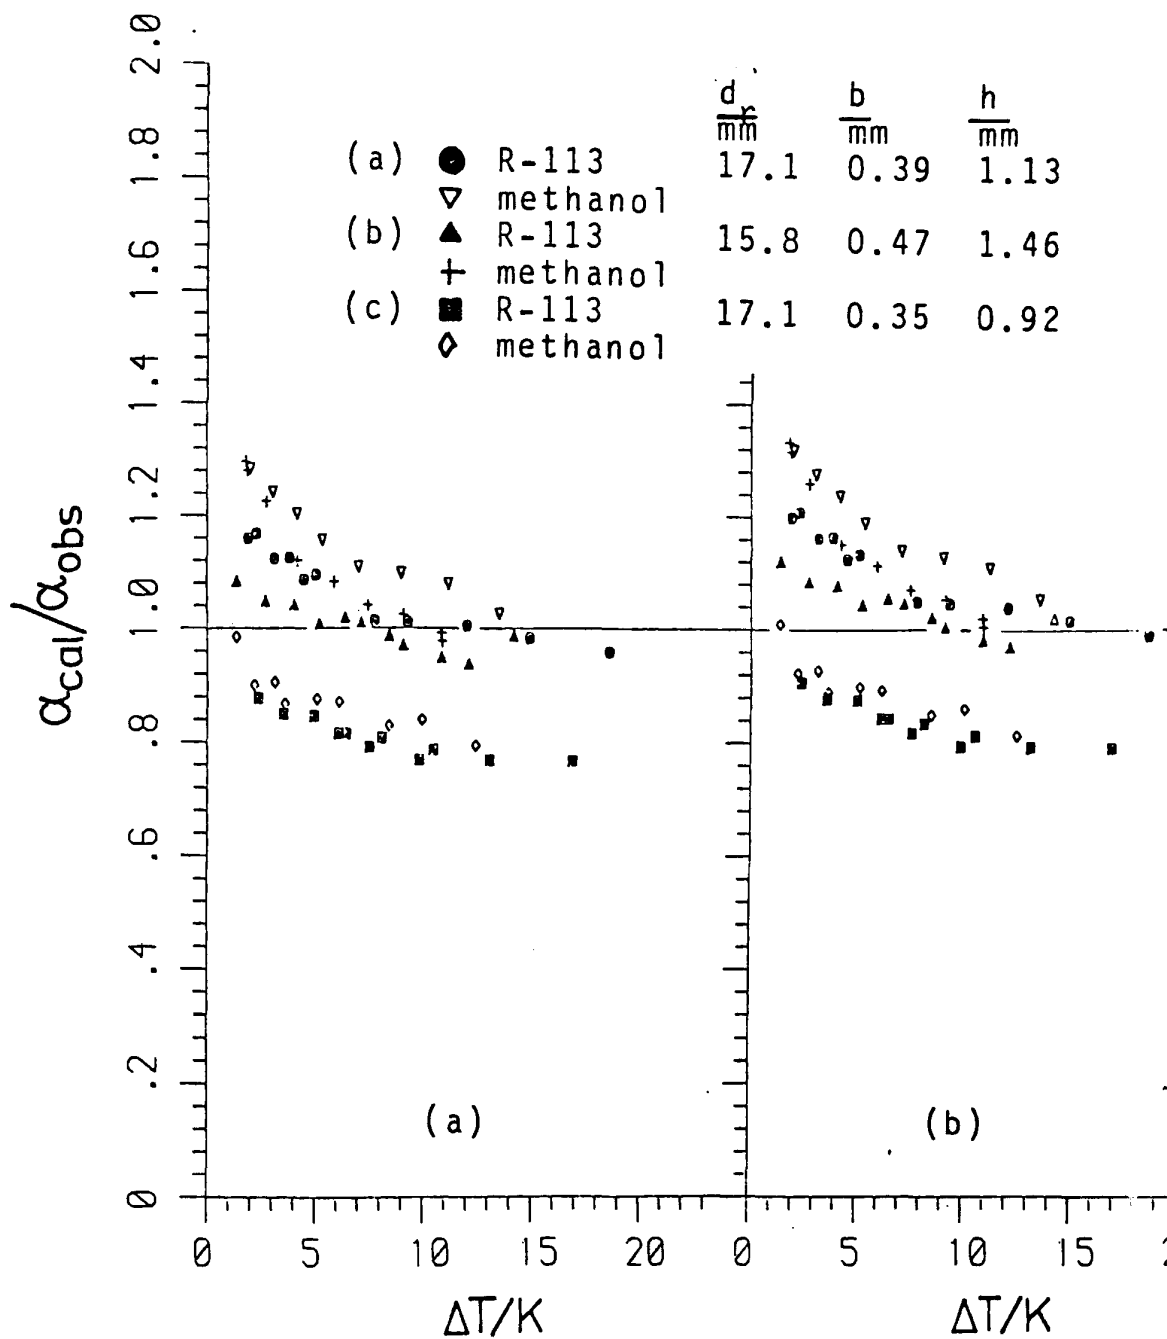 d_r/mm b/mm h/mm
(a) ● R-113 17.1 0.39 1.13
▽ methanol
(b) ▲ R-113 15.8 0.47 1.46
+ methanol
(c) ■ R-113 17.1 0.35 0.92
◇ methanol
αcal/αobs
2.0
1.8
1.6
1.4
1.2
1.0
1
.8
.6
.4
.2
0
(a) (b)
0 5 10 15 20 0 5 10 15 2
ΔT/K ΔT/K